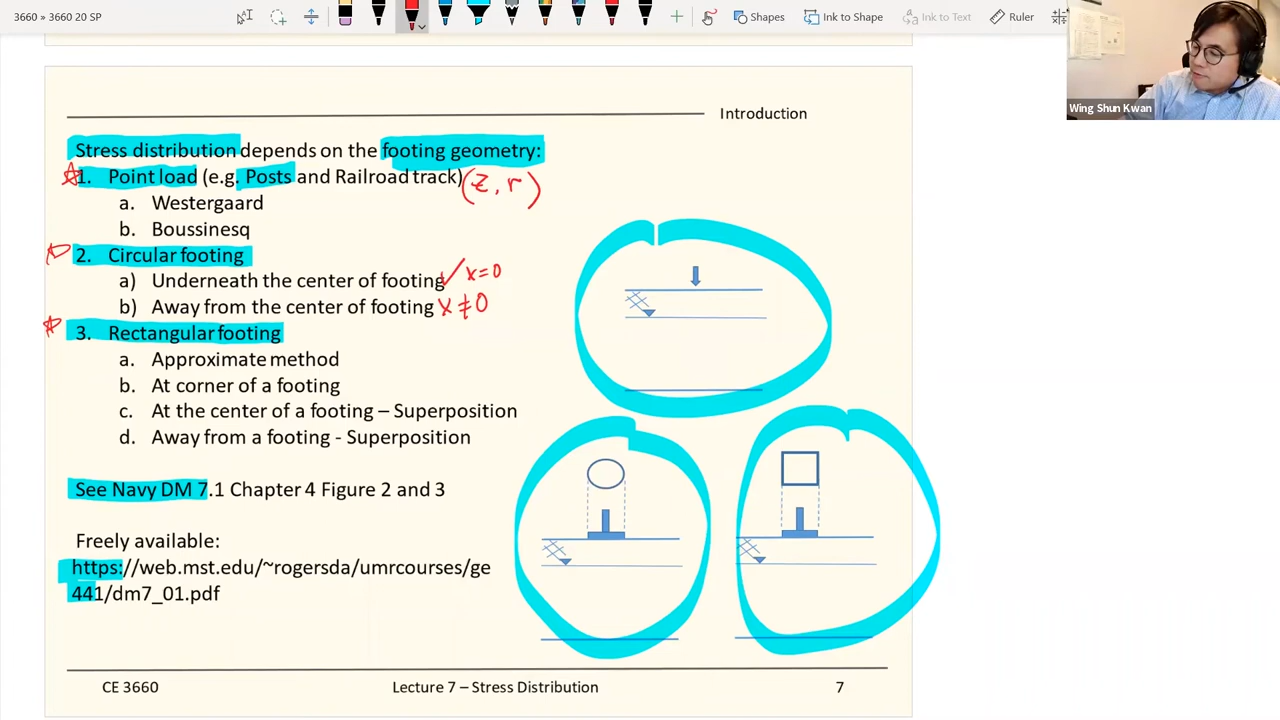 3660 » 3660 20 SP
Shapes
Ink to Shape
Ink to Text
Ruler
Wing Shun Kwan
Introduction
Stress distribution depends on the footing geometry:
1. Point load (e.g. Posts and Railroad track) (z, r)
a. Westergaard
b. Boussinesq
2. Circular footing
a) Underneath the center of footing ✓ x=0
b) Away from the center of footing x ≠ 0
3. Rectangular footing
a. Approximate method
b. At corner of a footing
c. At the center of a footing – Superposition
d. Away from a footing - Superposition
See Navy DM 7.1 Chapter 4 Figure 2 and 3
Freely available:
https://web.mst.edu/~rogersda/umrcourses/ge
441/dm7_01.pdf
CE 3660
Lecture 7 – Stress Distribution
7